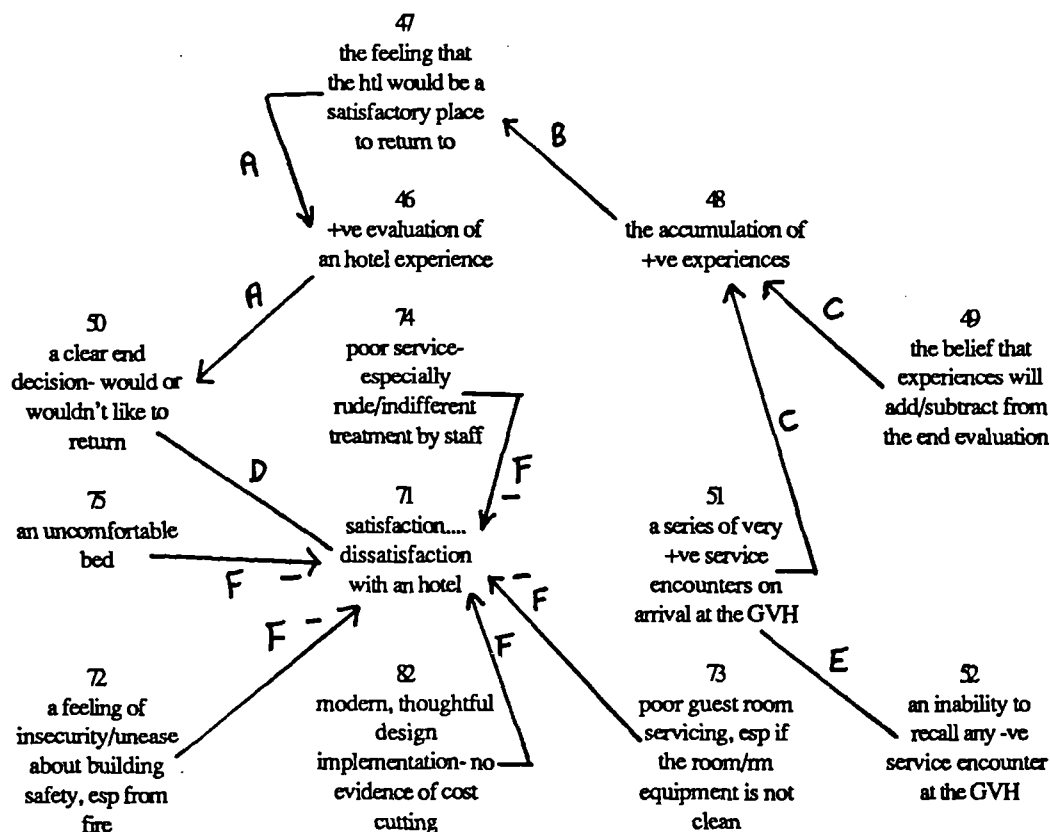 47
the feeling that
the htl would be a
satisfactory place
to return to
A
B
46
+ve evaluation of
an hotel experience
48
the accumulation of
+ve experiences
A
C
50
a clear end
decision- would or
wouldn't like to
return
74
poor service-
especially
rude/indifferent
treatment by staff
49
the belief that
experiences will
add/subtract from
the end evaluation
C
D
F
-
75
an uncomfortable
bed
71
satisfaction....
dissatisfaction
with an hotel
51
a series of very
+ve service
encounters on
arrival at the GVH
F -
- F
F -
F
E
72
a feeling of
insecurity/unease
about building
safety, esp from
fire
82
modern, thoughtful
design
implementation- no
evidence of cost
cutting
73
poor guest room
servicing, esp if
the room/rm
equipment is not
clean
52
an inability to
recall any -ve
service encounter
at the GVH